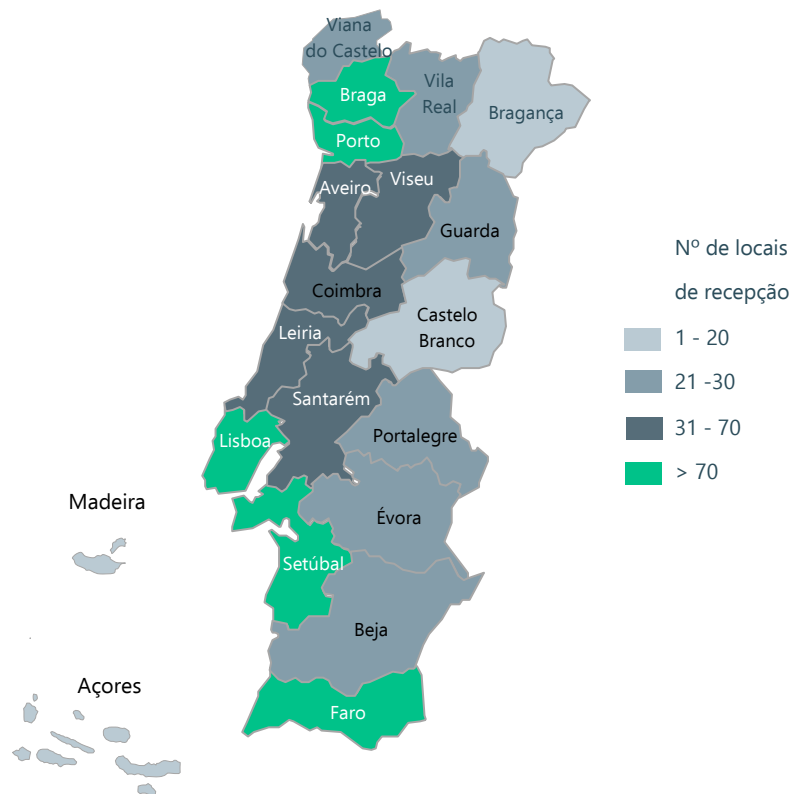 Viana
do Castelo
Braga
Vila
Real
Bragança
Porto
Aveiro
Viseu
Guarda
Coimbra
Castelo
Branco
Leiria
Santarém
Lisboa
Portalegre
Évora
Setúbal
Beja
Faro
Madeira
Açores
Nº de locais
de recepção
1 - 20
21 -30
31 - 70
> 70